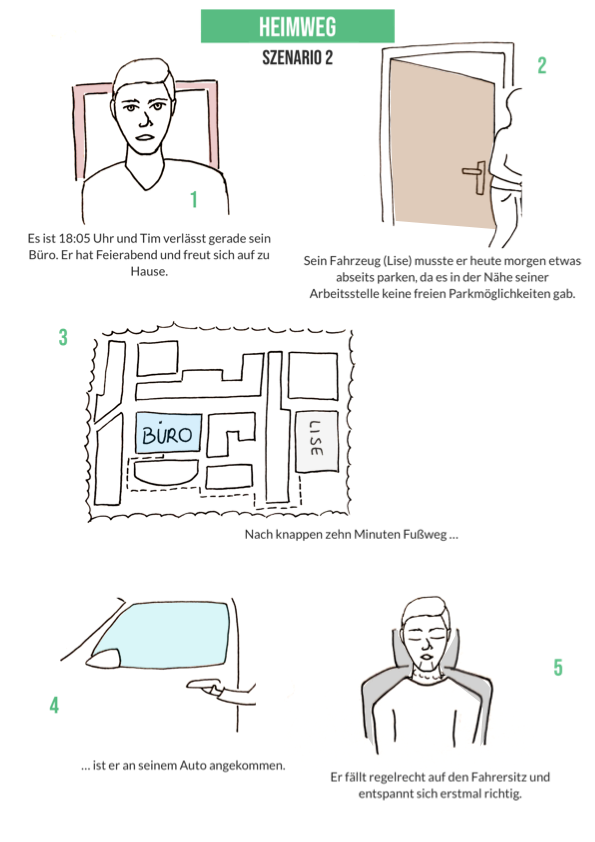 HEIMWEG
SZENARIO 2
1
Es ist 18:05 Uhr und Tim verlässt gerade sein
Büro. Er hat Feierabend und freut sich auf zu
Hause.
2
Sein Fahrzeug (Lise) musste er heute morgen etwas
abseits parken, da es in der Nähe seiner
Arbeitsstelle keine freien Parkmöglichkeiten gab.
3
BÜRO
LISE
Nach knappen zehn Minuten Fußweg ...
4
... ist er an seinem Auto angekommen.
5
Er fällt regelrecht auf den Fahrersitz und
entspannt sich erstmal richtig.